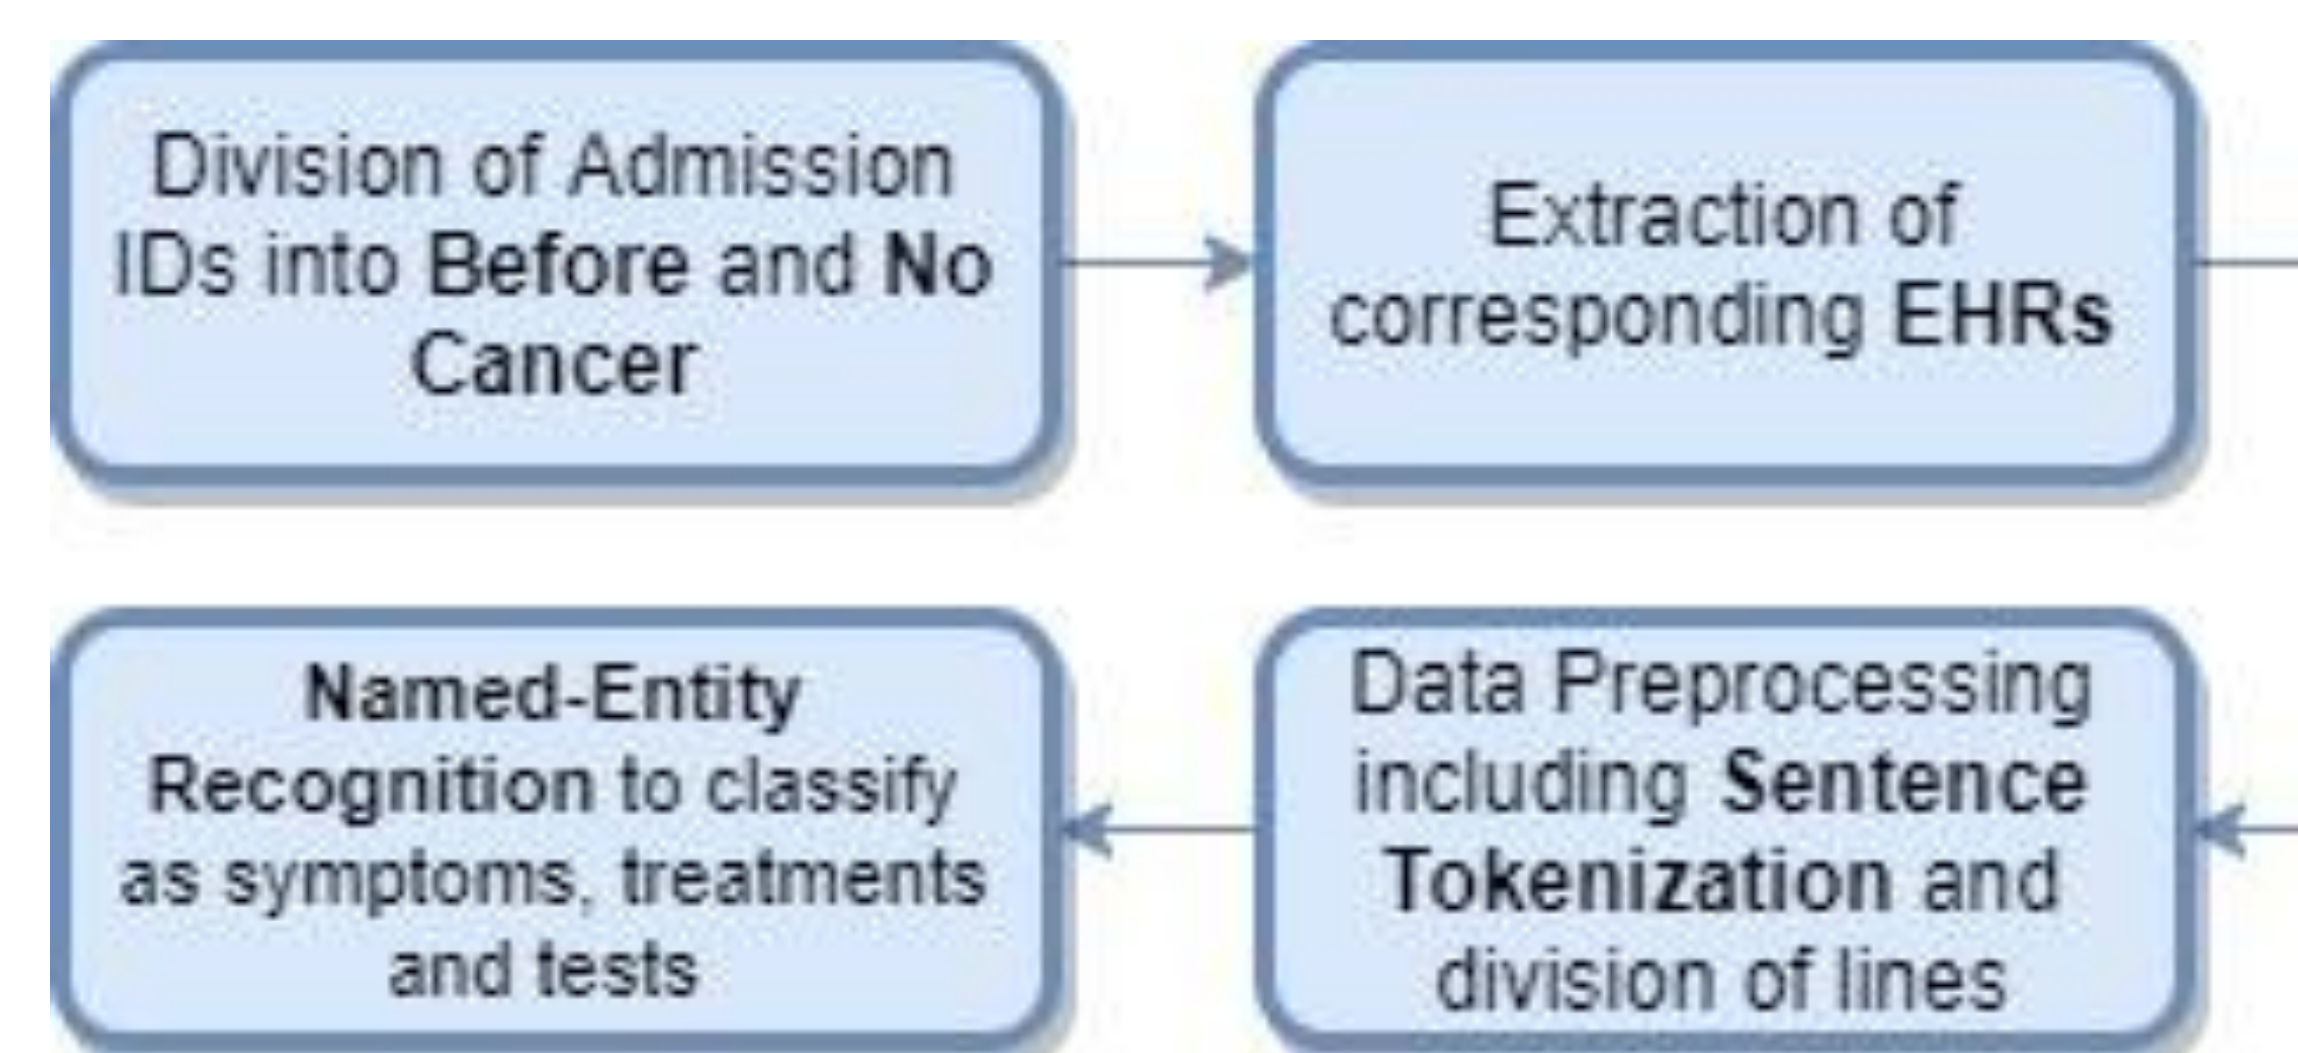 Division of Admission
IDs into Before and No
Cancer
Extraction of
corresponding EHRs
Named-Entity
Recognition to classify
as symptoms, treatments
and tests
Data Preprocessing
including Sentence
Tokenization and
division of lines